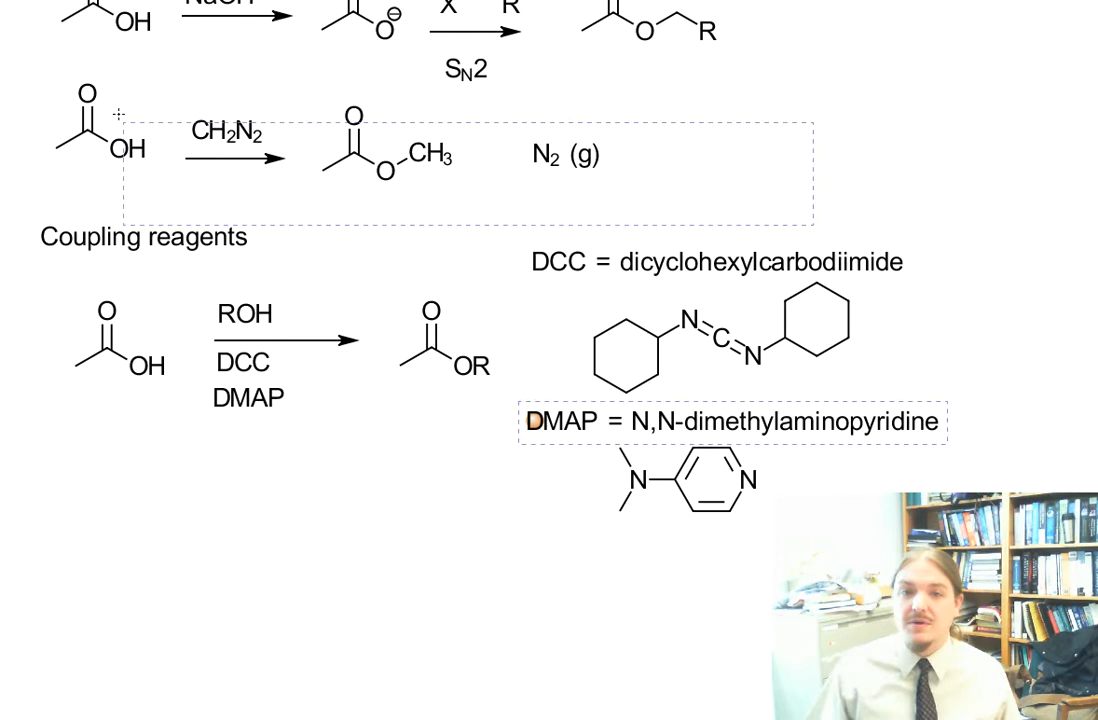 NaOH X R
OH O⊖ O R
SN2
O O
OH CH2N2 O CH3 N2 (g)
Coupling reagents
DCC = dicyclohexylcarbodiimide
O ROH O N C N
OH DCC OR
DMAP
DMAP = N,N-dimethylaminopyridine
N N